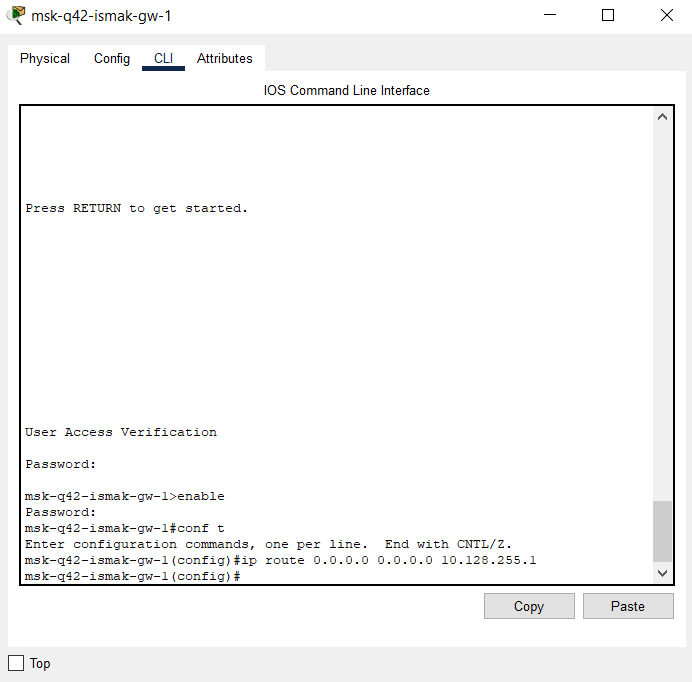 msk-q42-ismak-gw-1
Physical Config CLI Attributes
IOS Command Line Interface
Press RETURN to get started.
User Access Verification
Password:
msk-q42-ismak-gw-1>enable
Password:
msk-q42-ismak-gw-1#conf t
Enter configuration commands, one per line.  End with CNTL/Z.
msk-q42-ismak-gw-1(config)#ip route 0.0.0.0 0.0.0.0 10.128.255.1
msk-q42-ismak-gw-1(config)#
Copy Paste
Top